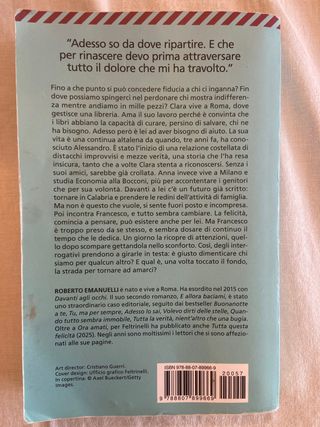 “Adesso so da dove ripartire. E che
per rinascere devo prima attraversare
tutto il dolore che mi ha travolto.”
Fino a che punto si può concedere fiducia a chi ci inganna? Fin
dove possiamo spingerci nel perdonare chi mostra indifferen-
za mentre andiamo in mille pezzi? Clara vive a Roma, dove
gestisce una libreria. Ama il suo lavoro perché è convinta che
i libri abbiano la capacità di curare, persino di salvare, chi ne
ha bisogno. Adesso però è lei ad aver bisogno di aiuto. La sua
vita è una continua altalena da quando, tre anni fa, ha cono-
sciuto Alessandro. È stato l'inizio di una relazione costellata di
distacchi improvvisi e mezze verità, una storia che l'ha resa
insicura, tanto che a volte Clara stenta a riconoscersi. Senza i
suoi amici, sarebbe già crollata. Anna invece vive a Milano e
studia Economia alla Bocconi, più per accontentare i genitori
che per sua volontà. Davanti a lei c'è un futuro già scritto:
tornare in Calabria e prendere le redini dell'attività di famiglia.
Ma non è questo che vuole, si sente fuori posto e incompresa.
Poi incontra Francesco, e tutto sembra cambiare. La felicità,
comincia a pensare, può esistere anche per lei. Ma Francesco
è troppo preso da se stesso, e sembra dosare di continuo il
tempo che le dedica. Un giorno la ricopre di attenzioni, quel-
lo dopo scompare gettandola nello sconforto. Così, degli inter-
rogativi prendono a girarle in testa: è giusto dimenticare chi
siamo per qualcun altro? E qual è, una volta toccato il fondo,
la strada per tornare ad amarci?
ROBERTO EMANUELLI è nato e vive a Roma. Ha esordito nel 2015 con
Davanti agli occhi. Il suo secondo romanzo, E allora baciami, è stato
uno straordinario caso editoriale, seguito dai bestseller Buonanotte
a te, Tu, ma per sempre, Adesso lo sai. Volevo dirti delle stelle, Quan-
do tutto sembra immobile, Tutta la verità, nient'altro che una bugia.
Oltre a Ora amati, per Feltrinelli ha pubblicato anche Tutta questa
felicità (2025). Negli anni sono moltissimi i lettori che si sono affezio-
nati alle sue pagine.
Art director: Cristiano Guerri.
Cover design: Ufficio grafico Feltrinelli.
In copertina: © Axel Bueckert/Getty
Images.
ISBN 978-88-07-89986-9
20057
9 788807 899869